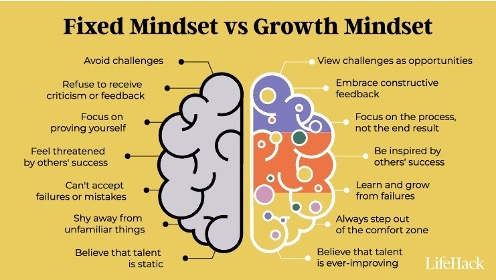 Fixed Mindset vs Growth Mindset
Avoid challenges
Refuse to receive
criticism or feedback
Focus on
proving yourself
Feel threatened
by others' success
Can't accept
failures or mistakes
Shy away from
unfamiliar things
Believe that talent
is static
View challenges as opportunities
Embrace constructive
feedback
Focus on the process,
not the end result
Be inspired by
others' success
Learn and grow
from failures
Always step out
of the comfort zone
Believe that talent
is ever-improving
LifeHack